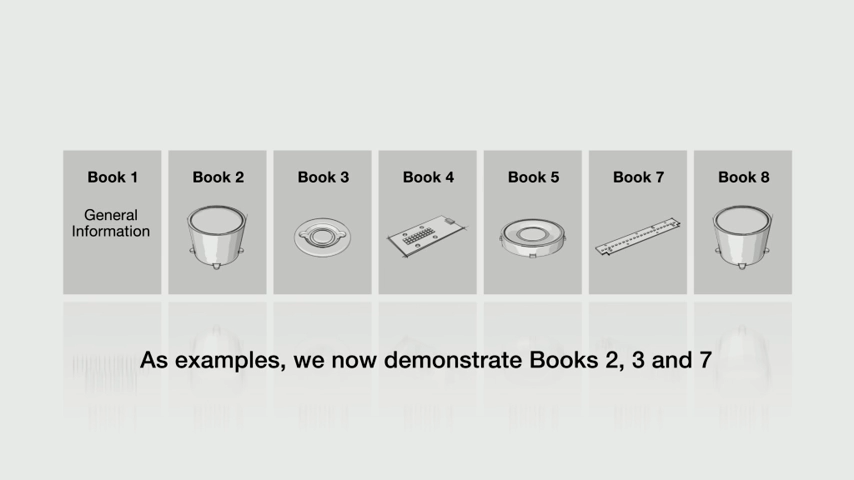 Book 1
General
Information
Book 2
Book 3
Book 4
Book 5
Book 7
Book 8
As examples, we now demonstrate Books 2, 3 and 7